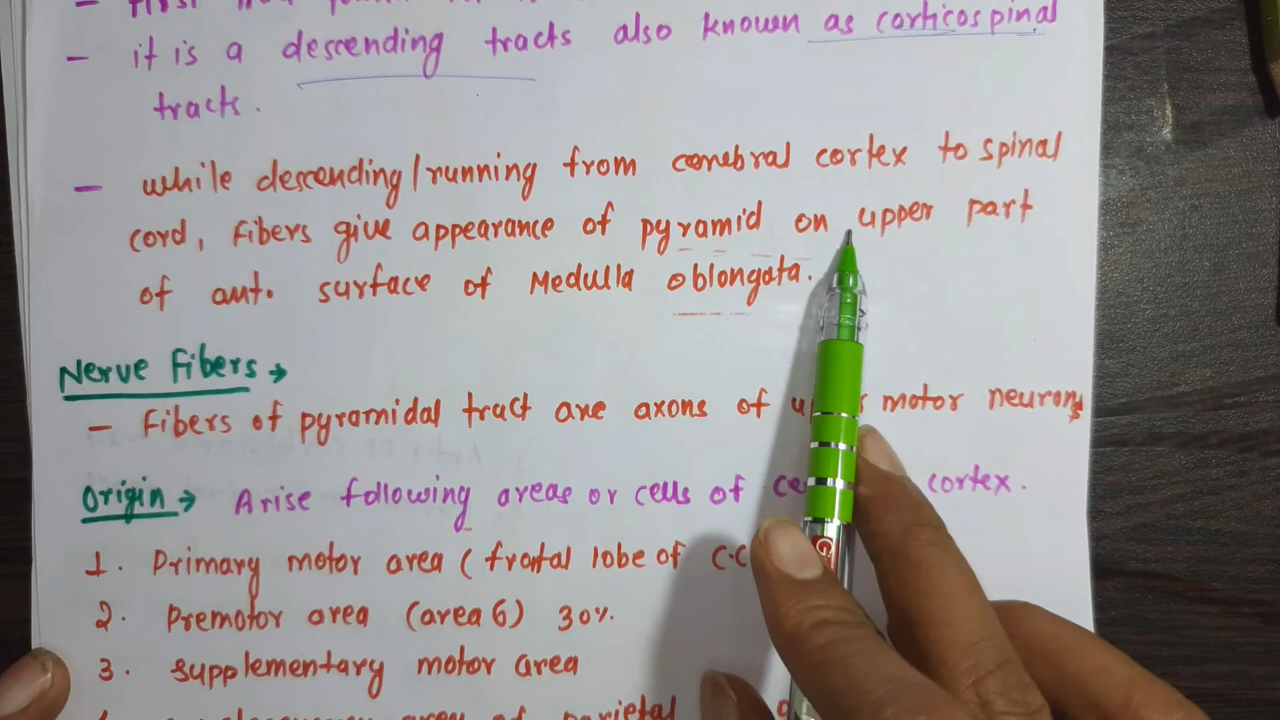 - it is a descending tracts also known as corticospinal
tracts.
- while descending/running from cerebral cortex to spinal
cord, fibers give appearance of pyramid on upper part
of ant. surface of Medulla oblongata.
Nerve Fibers →
- Fibers of pyramidal tract are axons of motor neurons
Origin → Arise following areas or cells of cortex.
1. Primary motor area (frontal lobe of C.C
2. Premotor area (area 6) 30%.
3. supplementary motor area
area of parietal